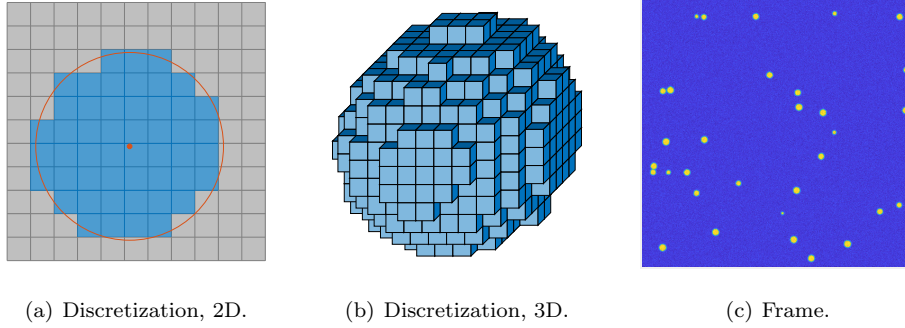 (a) Discretization, 2D.
(b) Discretization, 3D.
(c) Frame.